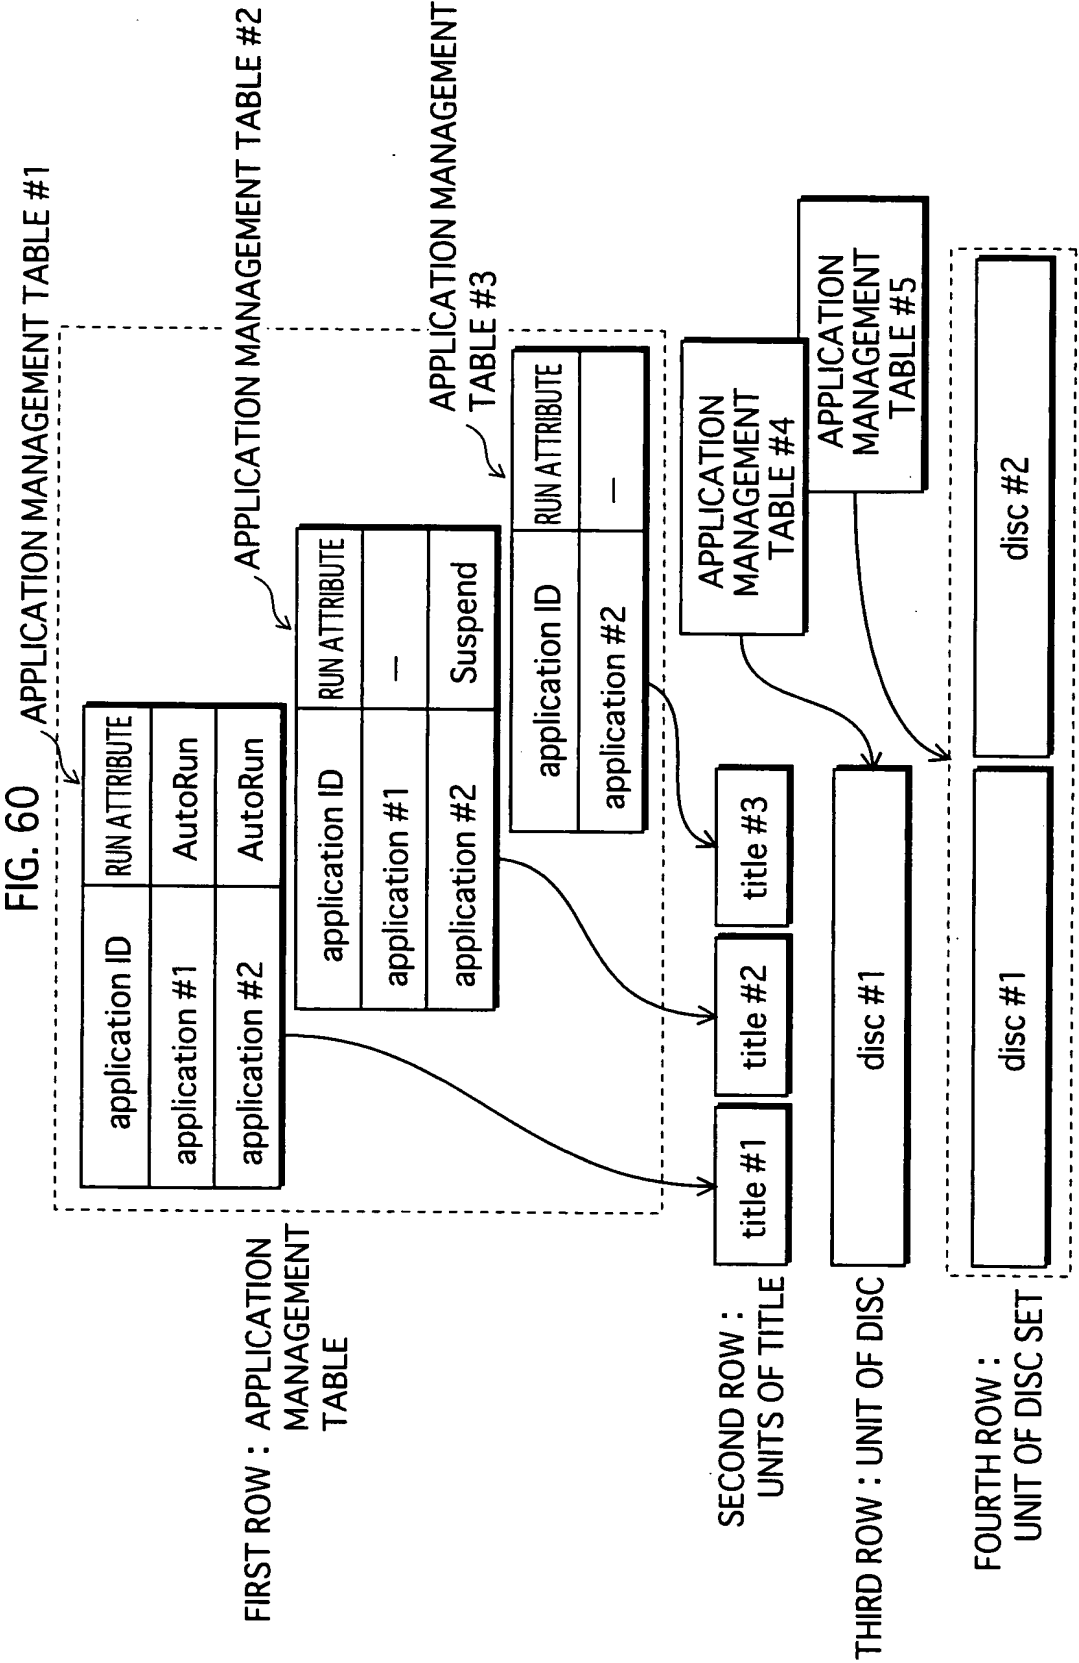 FIG. 60
APPLICATION MANAGEMENT TABLE #1
APPLICATION MANAGEMENT TABLE #2
APPLICATION MANAGEMENT
TABLE #3
FIRST ROW : APPLICATION
MANAGEMENT
TABLE
application ID RUN ATTRIBUTE
application #1 AutoRun
application #2 AutoRun
application ID RUN ATTRIBUTE
application #1 —
application #2 Suspend
application ID RUN ATTRIBUTE
application #2 —
SECOND ROW :
UNITS OF TITLE
title #1 title #2 title #3
APPLICATION
MANAGEMENT
TABLE #4
THIRD ROW : UNIT OF DISC
disc #1
APPLICATION
MANAGEMENT
TABLE #5
FOURTH ROW :
UNIT OF DISC SET
disc #1 disc #2